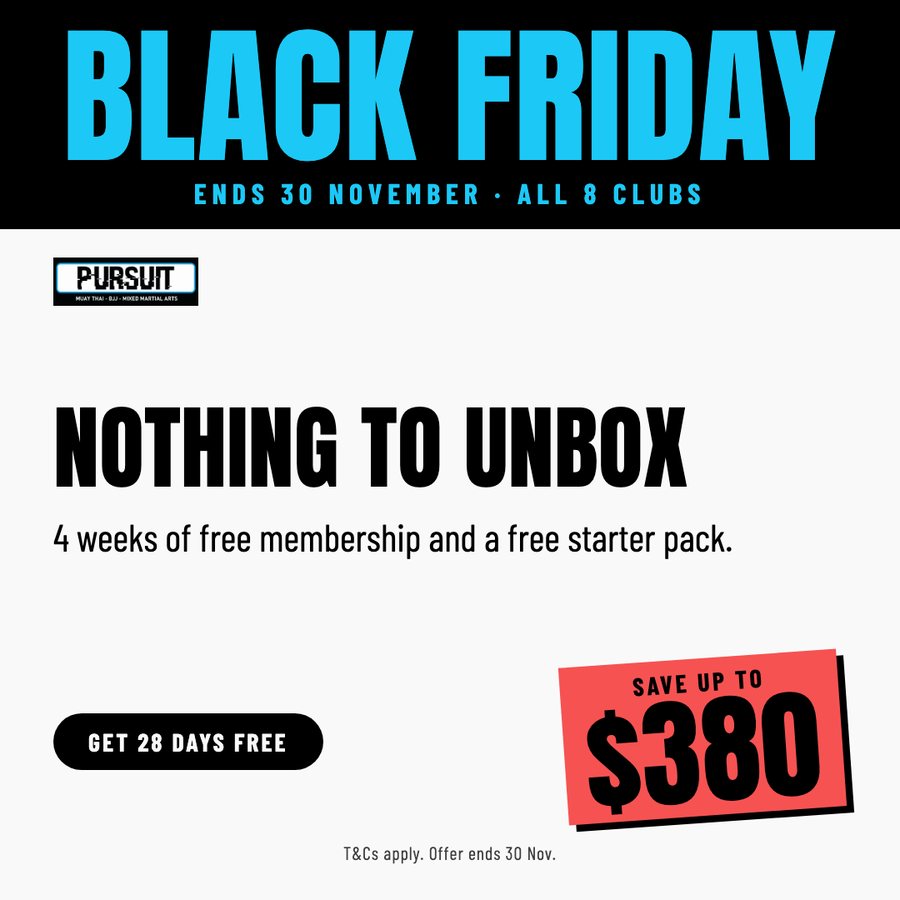 BLACK FRIDAY
ENDS 30 NOVEMBER · ALL 8 CLUBS
PURSUIT
MUAY THAI - BJJ - MIXED MARTIAL ARTS
NOTHING TO UNBOX
4 weeks of free membership and a free starter pack.
SAVE UP TO
$380
GET 28 DAYS FREE
T&Cs apply. Offer ends 30 Nov.